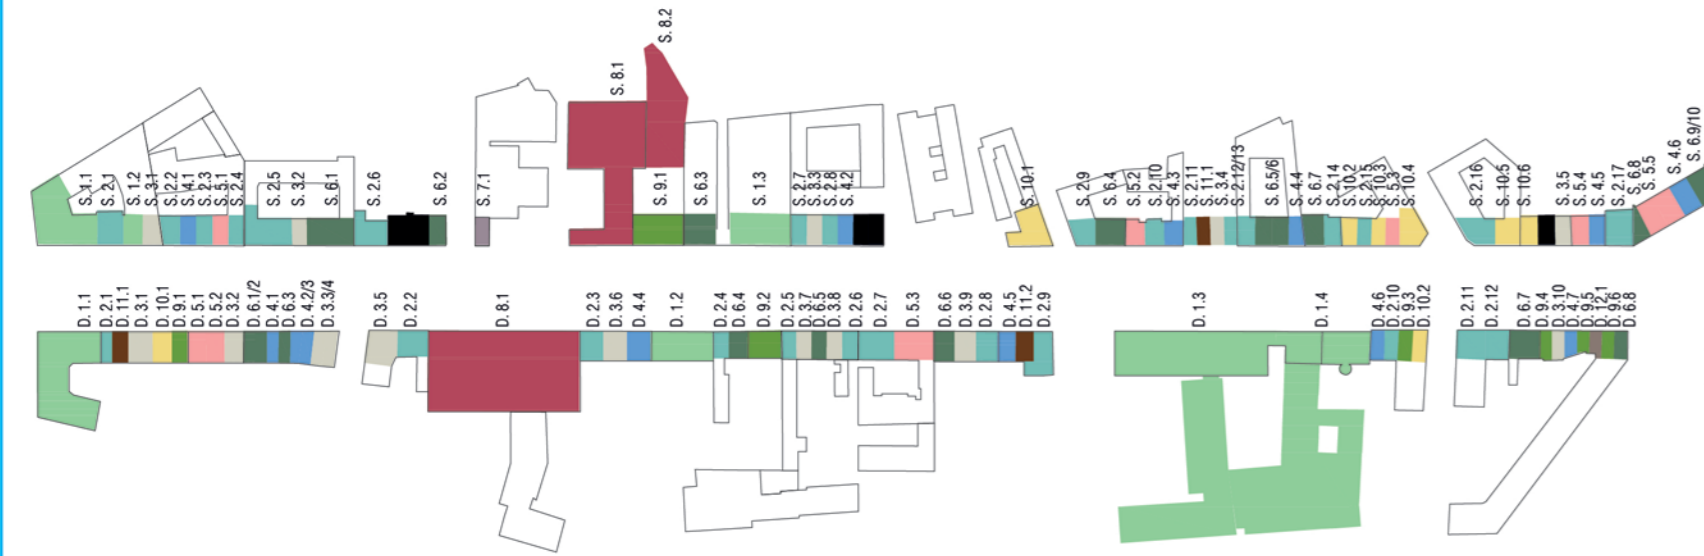 S. 8.2
S. 8.1
S. 1.1
S. 2.1
S. 1.2
S. 3.1
S. 2.2
S. 4.1
S. 2.3
S. 5.1
S. 2.4
S. 2.5
S. 3.2
S. 6.1
S. 2.6
S. 6.2
S. 7.1
S. 9.1
S. 6.3
S. 1.3
S. 2.7
S. 3.3
S. 2.8
S. 4.2
S. 10.1
S. 2.9
S. 6.4
S. 5.2
S. 2.10
S. 4.3
S. 2.11
S. 11.1
S. 3.4
S. 2.12/13
S. 6.5/6
S. 4.4
S. 6.7
S. 2.14
S. 10.2
S. 2.15
S. 10.3
S. 5.3
S. 10.4
S. 2.16
S. 10.5
S. 10.6
S. 3.5
S. 5.4
S. 4.5
S. 2.17
S. 6.8
S. 5.5
S. 4.6
S. 6.9/10
D. 1.1
D. 2.1
D. 11.1
D. 3.1
D. 10.1
D. 9.1
D. 5.1
D. 5.2
D. 3.2
D. 6.1/2
D. 4.1
D. 6.3
D. 4.2/3
D. 3.3/4
D. 3.5
D. 2.2
D. 8.1
D. 2.3
D. 3.6
D. 4.4
D. 1.2
D. 2.4
D. 6.4
D. 9.2
D. 2.5
D. 3.7
D. 6.5
D. 3.8
D. 2.6
D. 2.7
D. 5.3
D. 6.6
D. 3.9
D. 2.8
D. 4.5
D. 11.2
D. 2.9
D. 1.3
D. 1.4
D. 4.6
D. 2.10
D. 9.3
D. 10.2
D. 2.11
D. 2.12
D. 6.7
D. 9.4
D. 3.10
D. 4.7
D. 9.5
D. 12.1
D. 9.6
D. 6.8